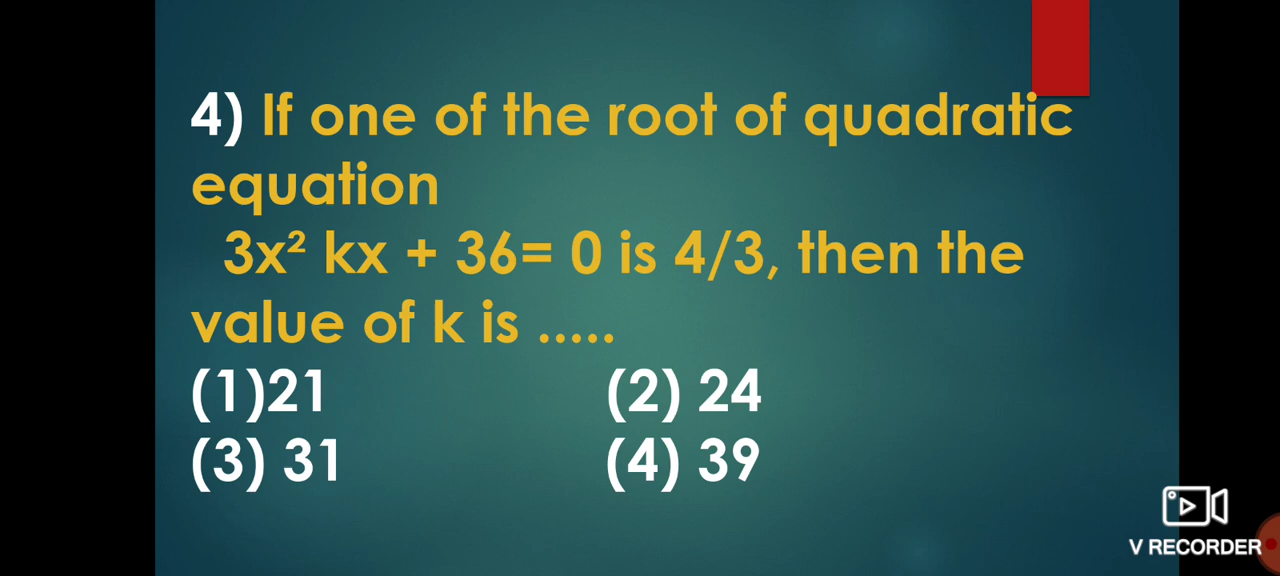 4) If one of the root of quadratic
equation
3x² kx + 36= 0 is 4/3, then the
value of k is .....
(1)21 (2) 24
(3) 31 (4) 39
V RECORDER